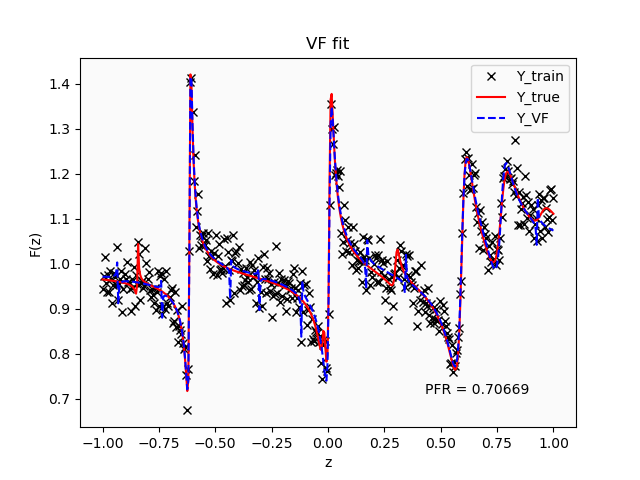 VF fit
Y_train
Y_true
Y_VF
F(z)
1.4
1.3
1.2
1.1
1.0
0.9
0.8
0.7
PFR = 0.70669
−1.00 −0.75 −0.50 −0.25 0.00 0.25 0.50 0.75 1.00
z